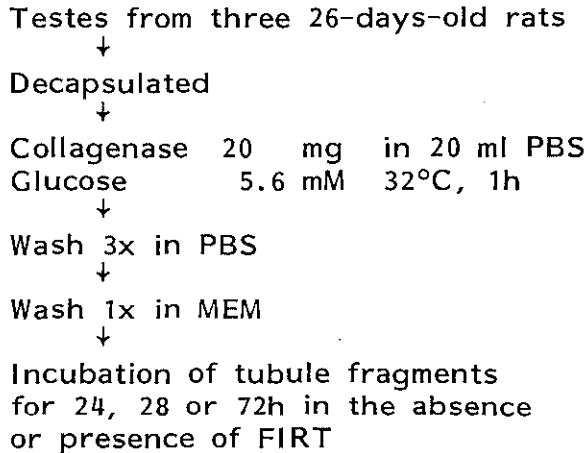 Testes from three 26-days-old rats
↓
Decapsulated
↓
Collagenase 20 mg in 20 ml PBS
Glucose 5.6 mM 32°C, 1h
↓
Wash 3x in PBS
↓
Wash 1x in MEM
↓
Incubation of tubule fragments
for 24, 28 or 72h in the absence
or presence of FIRT